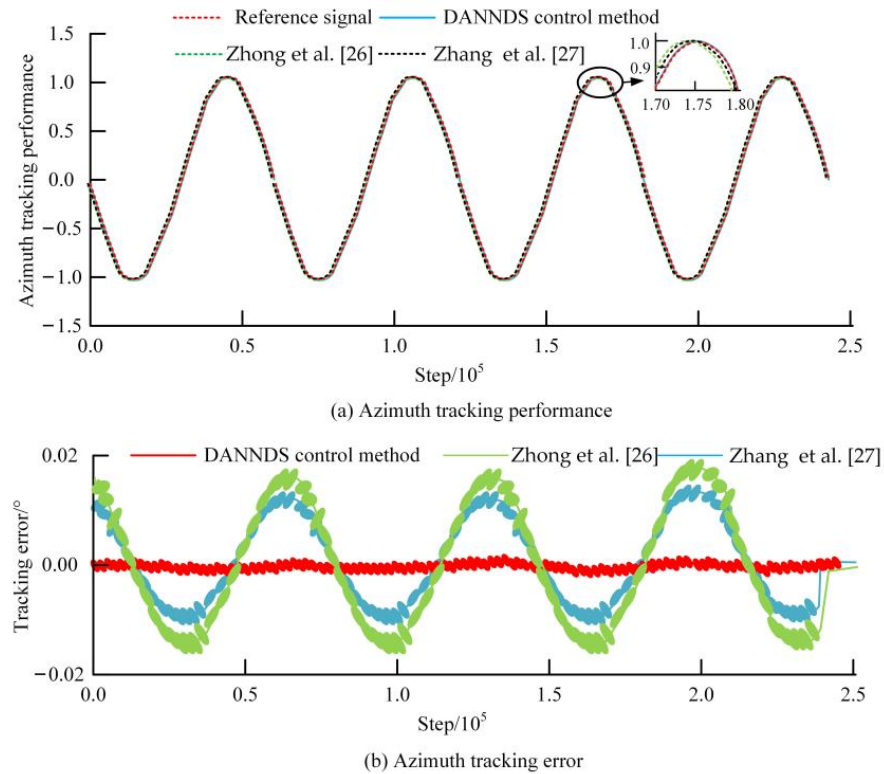 Reference signal DANNDS control method
Zhong et al. [26] Zhang et al. [27]
1.5
1.0
0.5
0.0
−0.5
−1.0
−1.5
Azimuth tracking performance
1.0
0.9
1.70 1.75 1.80
0.0 0.5 1.0 1.5 2.0 2.5
Step/10⁵
(a) Azimuth tracking performance
DANNDS control method Zhong et al. [26] Zhang et al. [27]
0.02
0.00
−0.02
Tracking error/°
0.0 0.5 1.0 1.5 2.0 2.5
Step/10⁵
(b) Azimuth tracking error